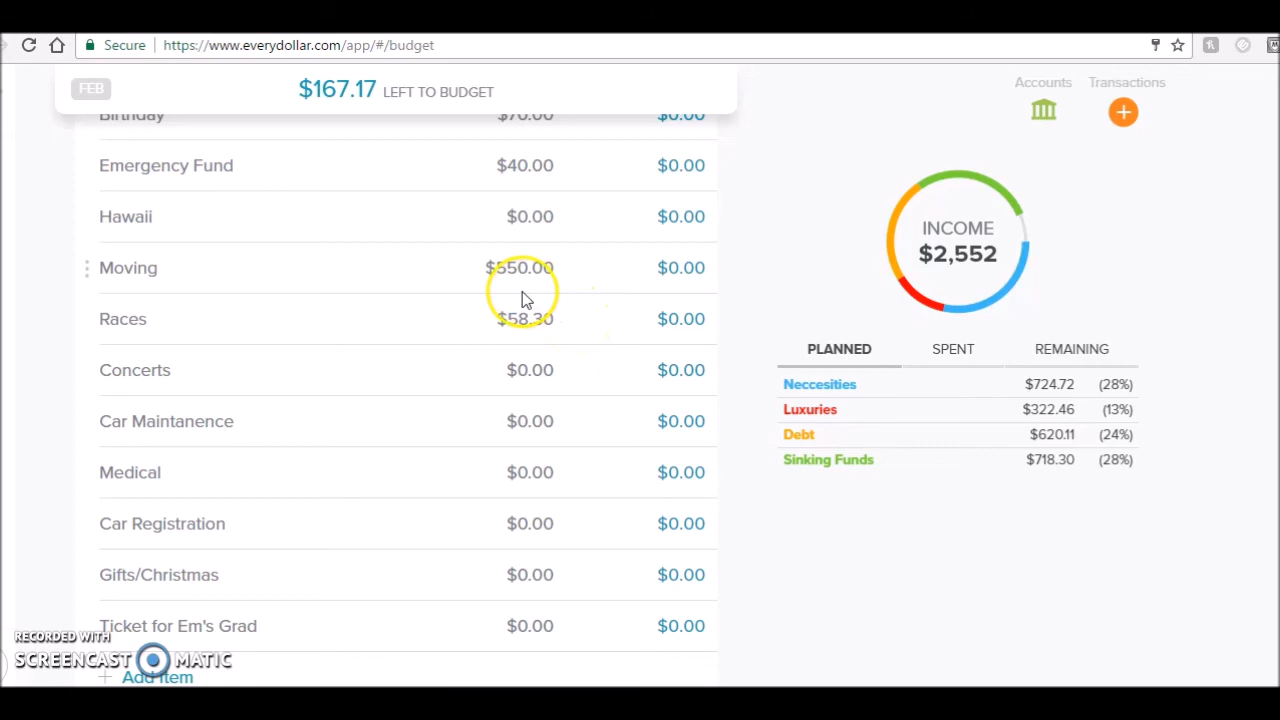 Secure https://www.everydollar.com/app/#/budget
FEB $167.17 LEFT TO BUDGET
Accounts Transactions
Birthday $70.00 $0.00
Emergency Fund $40.00 $0.00
Hawaii $0.00 $0.00
Moving $550.00 $0.00
Races $58.30 $0.00
Concerts $0.00 $0.00
Car Maintanence $0.00 $0.00
Medical $0.00 $0.00
Car Registration $0.00 $0.00
Gifts/Christmas $0.00 $0.00
Ticket for Em's Grad $0.00 $0.00
+ Add Item
INCOME
$2,552
PLANNED SPENT REMAINING
Neccesities $724.72 (28%)
Luxuries $322.46 (13%)
Debt $620.11 (24%)
Sinking Funds $718.30 (28%)
RECORDED WITH
SCREENCAST MATIC